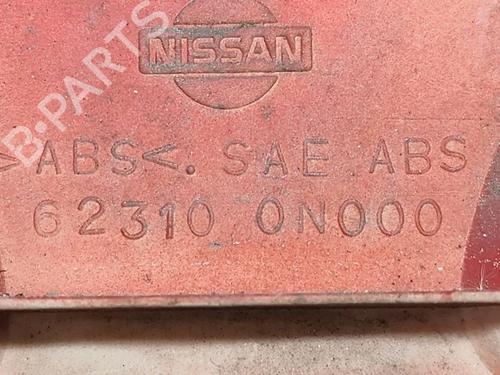 B-PARTS
NISSAN
>ABS<. SAE ABS
62310 0N000